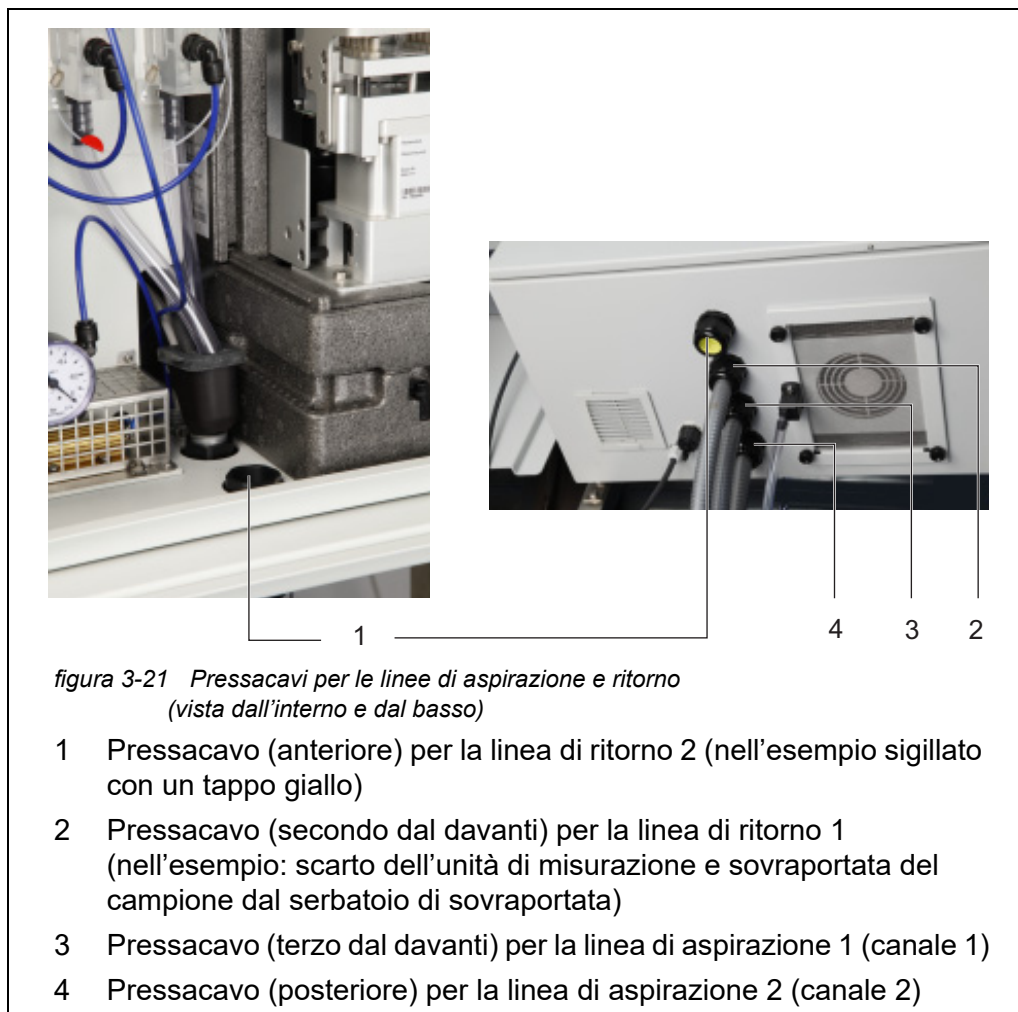 1
4
3
2
figura 3-21 Pressacavi per le linee di aspirazione e ritorno
(vista dall'interno e dal basso)
1 Pressacavo (anteriore) per la linea di ritorno 2 (nell'esempio sigillato
con un tappo giallo)
2 Pressacavo (secondo dal davanti) per la linea di ritorno 1
(nell'esempio: scarto dell'unità di misurazione e sovraportata del
campione dal serbatoio di sovraportata)
3 Pressacavo (terzo dal davanti) per la linea di aspirazione 1 (canale 1)
4 Pressacavo (posteriore) per la linea di aspirazione 2 (canale 2)